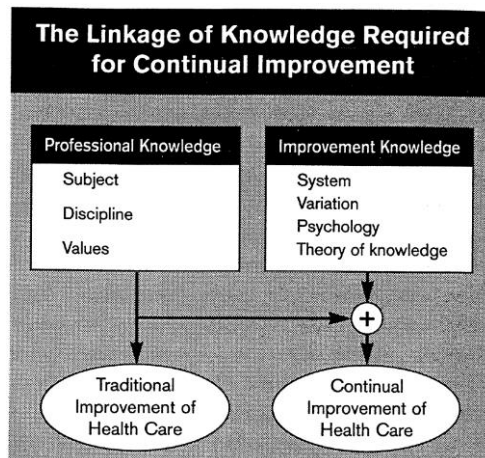 The Linkage of Knowledge Required
for Continual Improvement
Professional Knowledge
Subject
Discipline
Values
Improvement Knowledge
System
Variation
Psychology
Theory of knowledge
+
Traditional
Improvement of
Health Care
Continual
Improvement of
Health Care